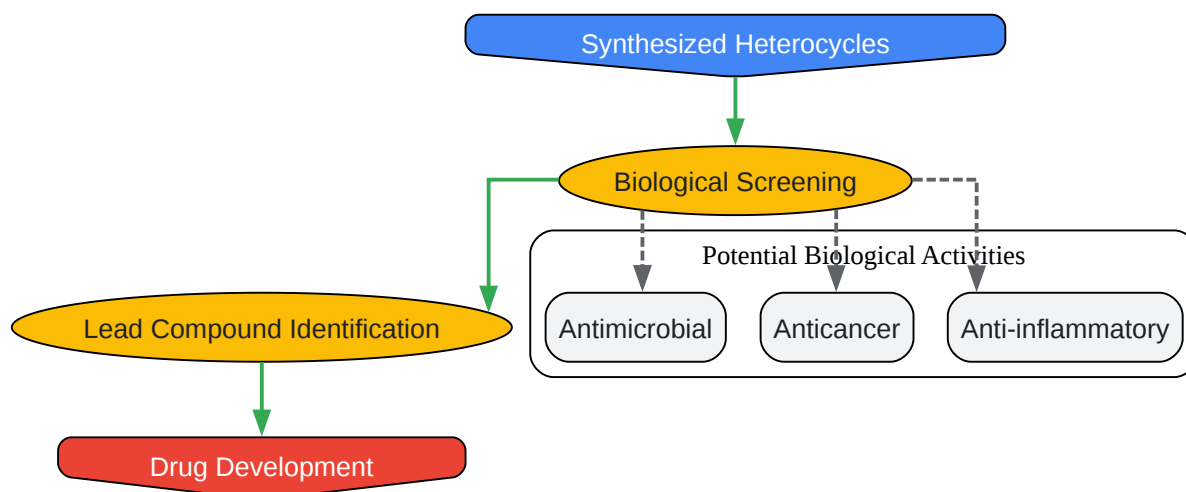 Synthesized Heterocycles
Biological Screening
Potential Biological Activities
Antimicrobial
Anticancer
Anti-inflammatory
Lead Compound Identification
Drug Development